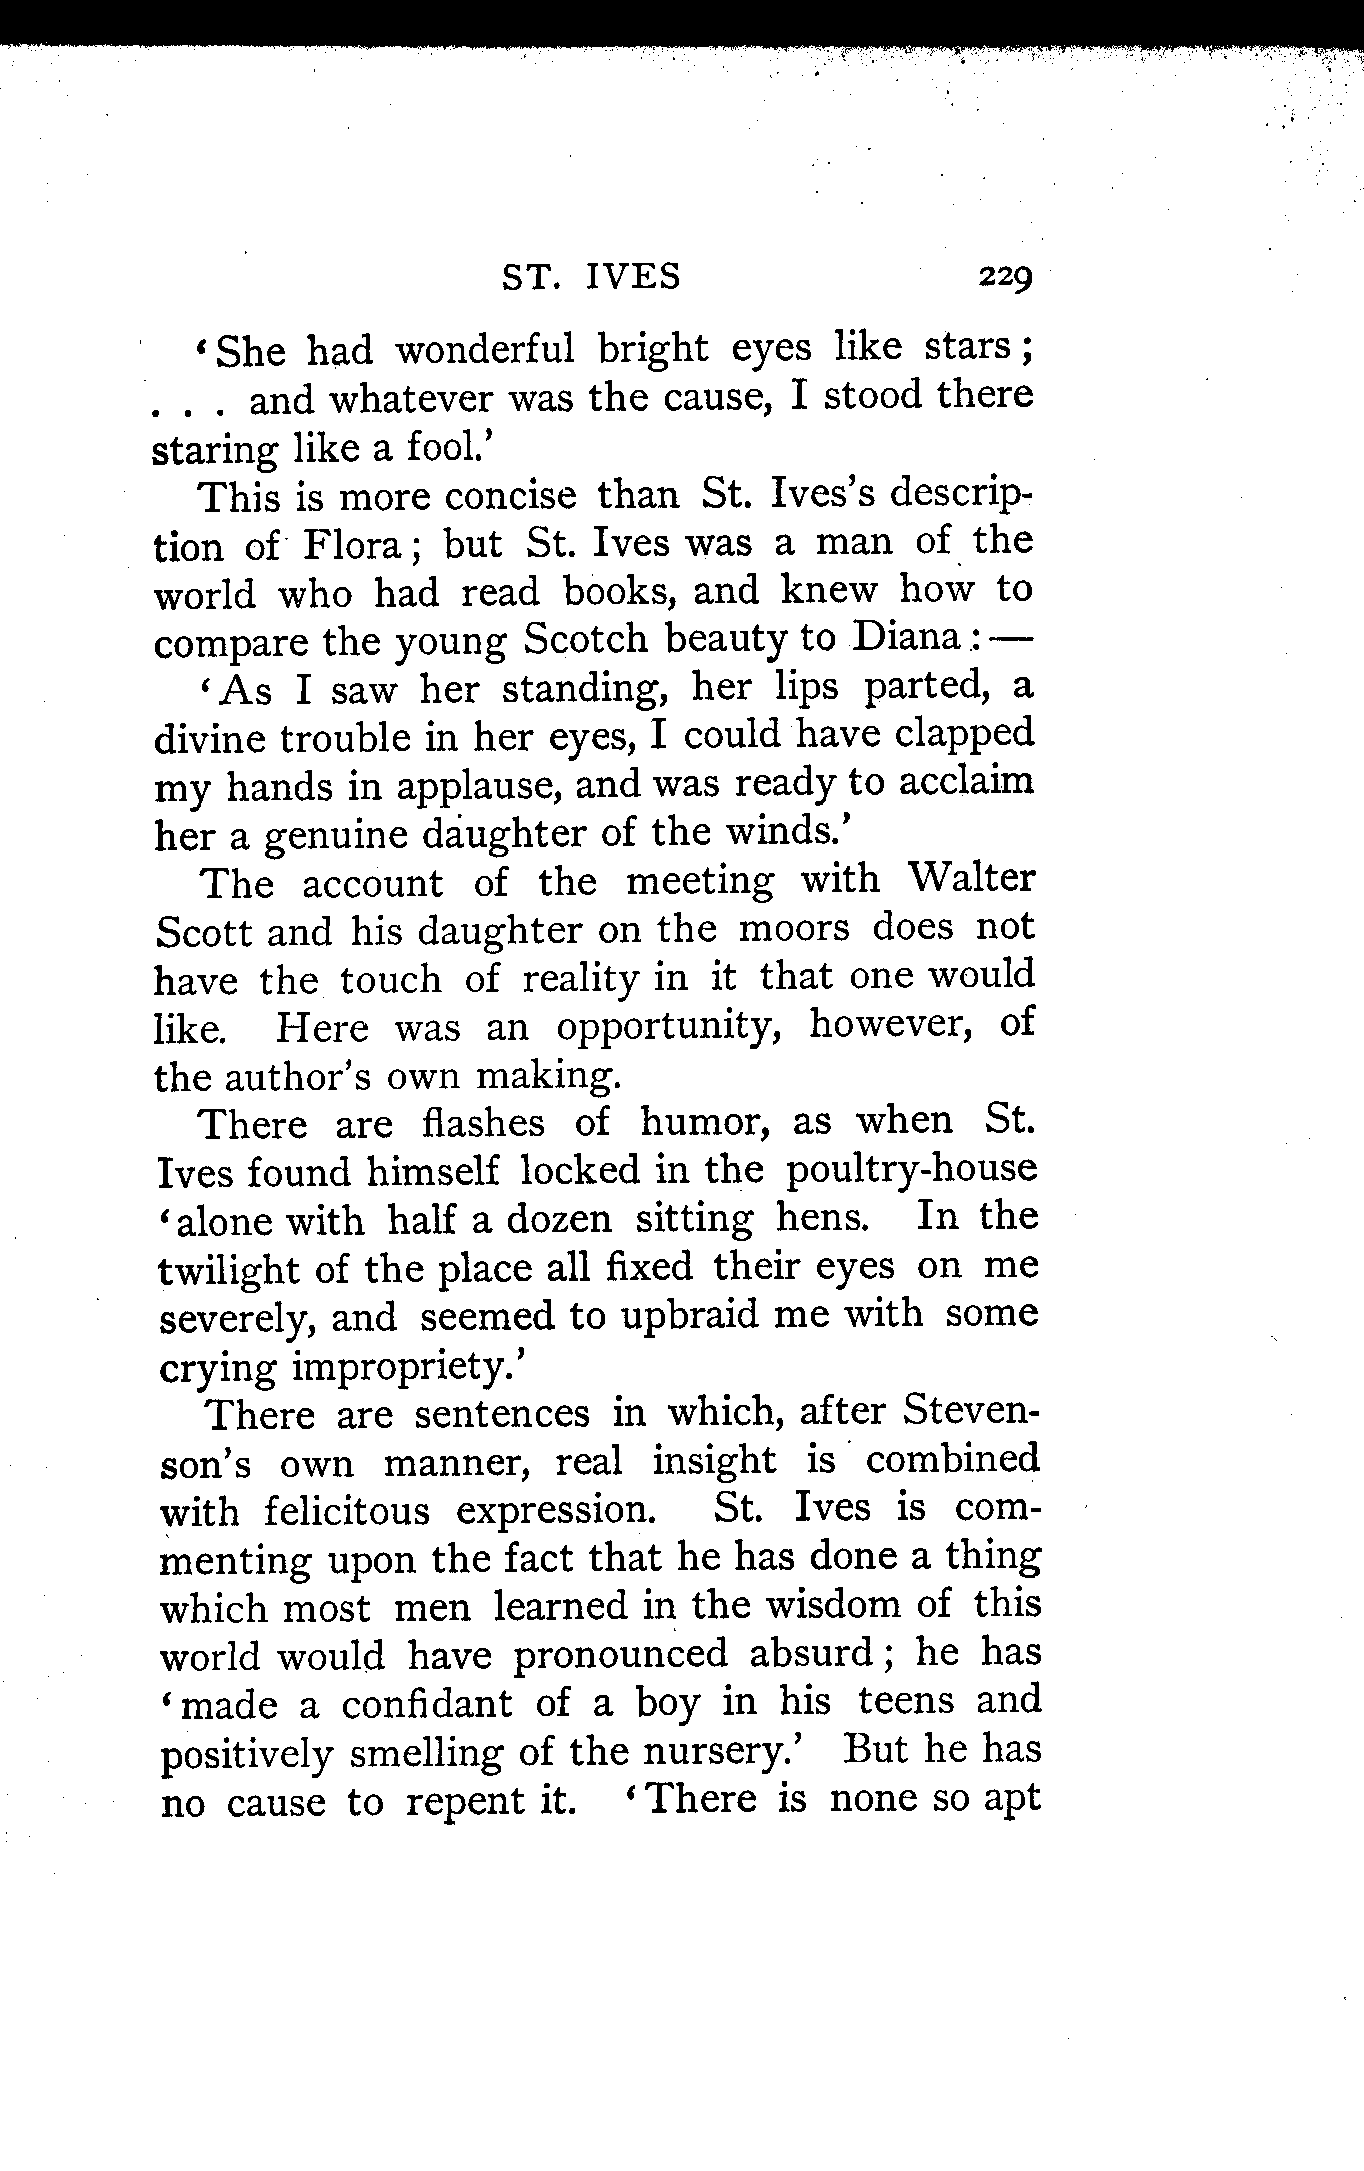 ST. IVES 229
‘She had wonderful bright eyes like stars;
. . . and whatever was the cause, I stood there
staring like a fool.’
This is more concise than St. Ives’s descrip-
tion of Flora; but St. Ives was a man of the
world who had read books, and knew how to
compare the young Scotch beauty to Diana:—
‘As I saw her standing, her lips parted, a
divine trouble in her eyes, I could have clapped
my hands in applause, and was ready to acclaim
her a genuine daughter of the winds.’
The account of the meeting with Walter
Scott and his daughter on the moors does not
have the touch of reality in it that one would
like. Here was an opportunity, however, of
the author’s own making.
There are flashes of humor, as when St.
Ives found himself locked in the poultry-house
‘alone with half a dozen sitting hens. In the
twilight of the place all fixed their eyes on me
severely, and seemed to upbraid me with some
crying impropriety.’
There are sentences in which, after Steven-
son’s own manner, real insight is combined
with felicitous expression. St. Ives is com-
menting upon the fact that he has done a thing
which most men learned in the wisdom of this
world would have pronounced absurd; he has
‘made a confidant of a boy in his teens and
positively smelling of the nursery.’ But he has
no cause to repent it. ‘There is none so apt